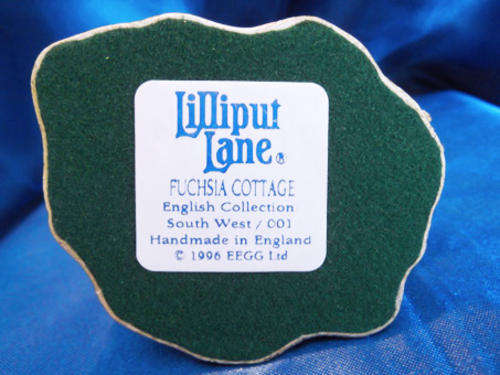 Lilliput
Lane®
FUCHSIA COTTAGE
English Collection
South West / 001
Handmade in England
© 1996 EEGG Ltd